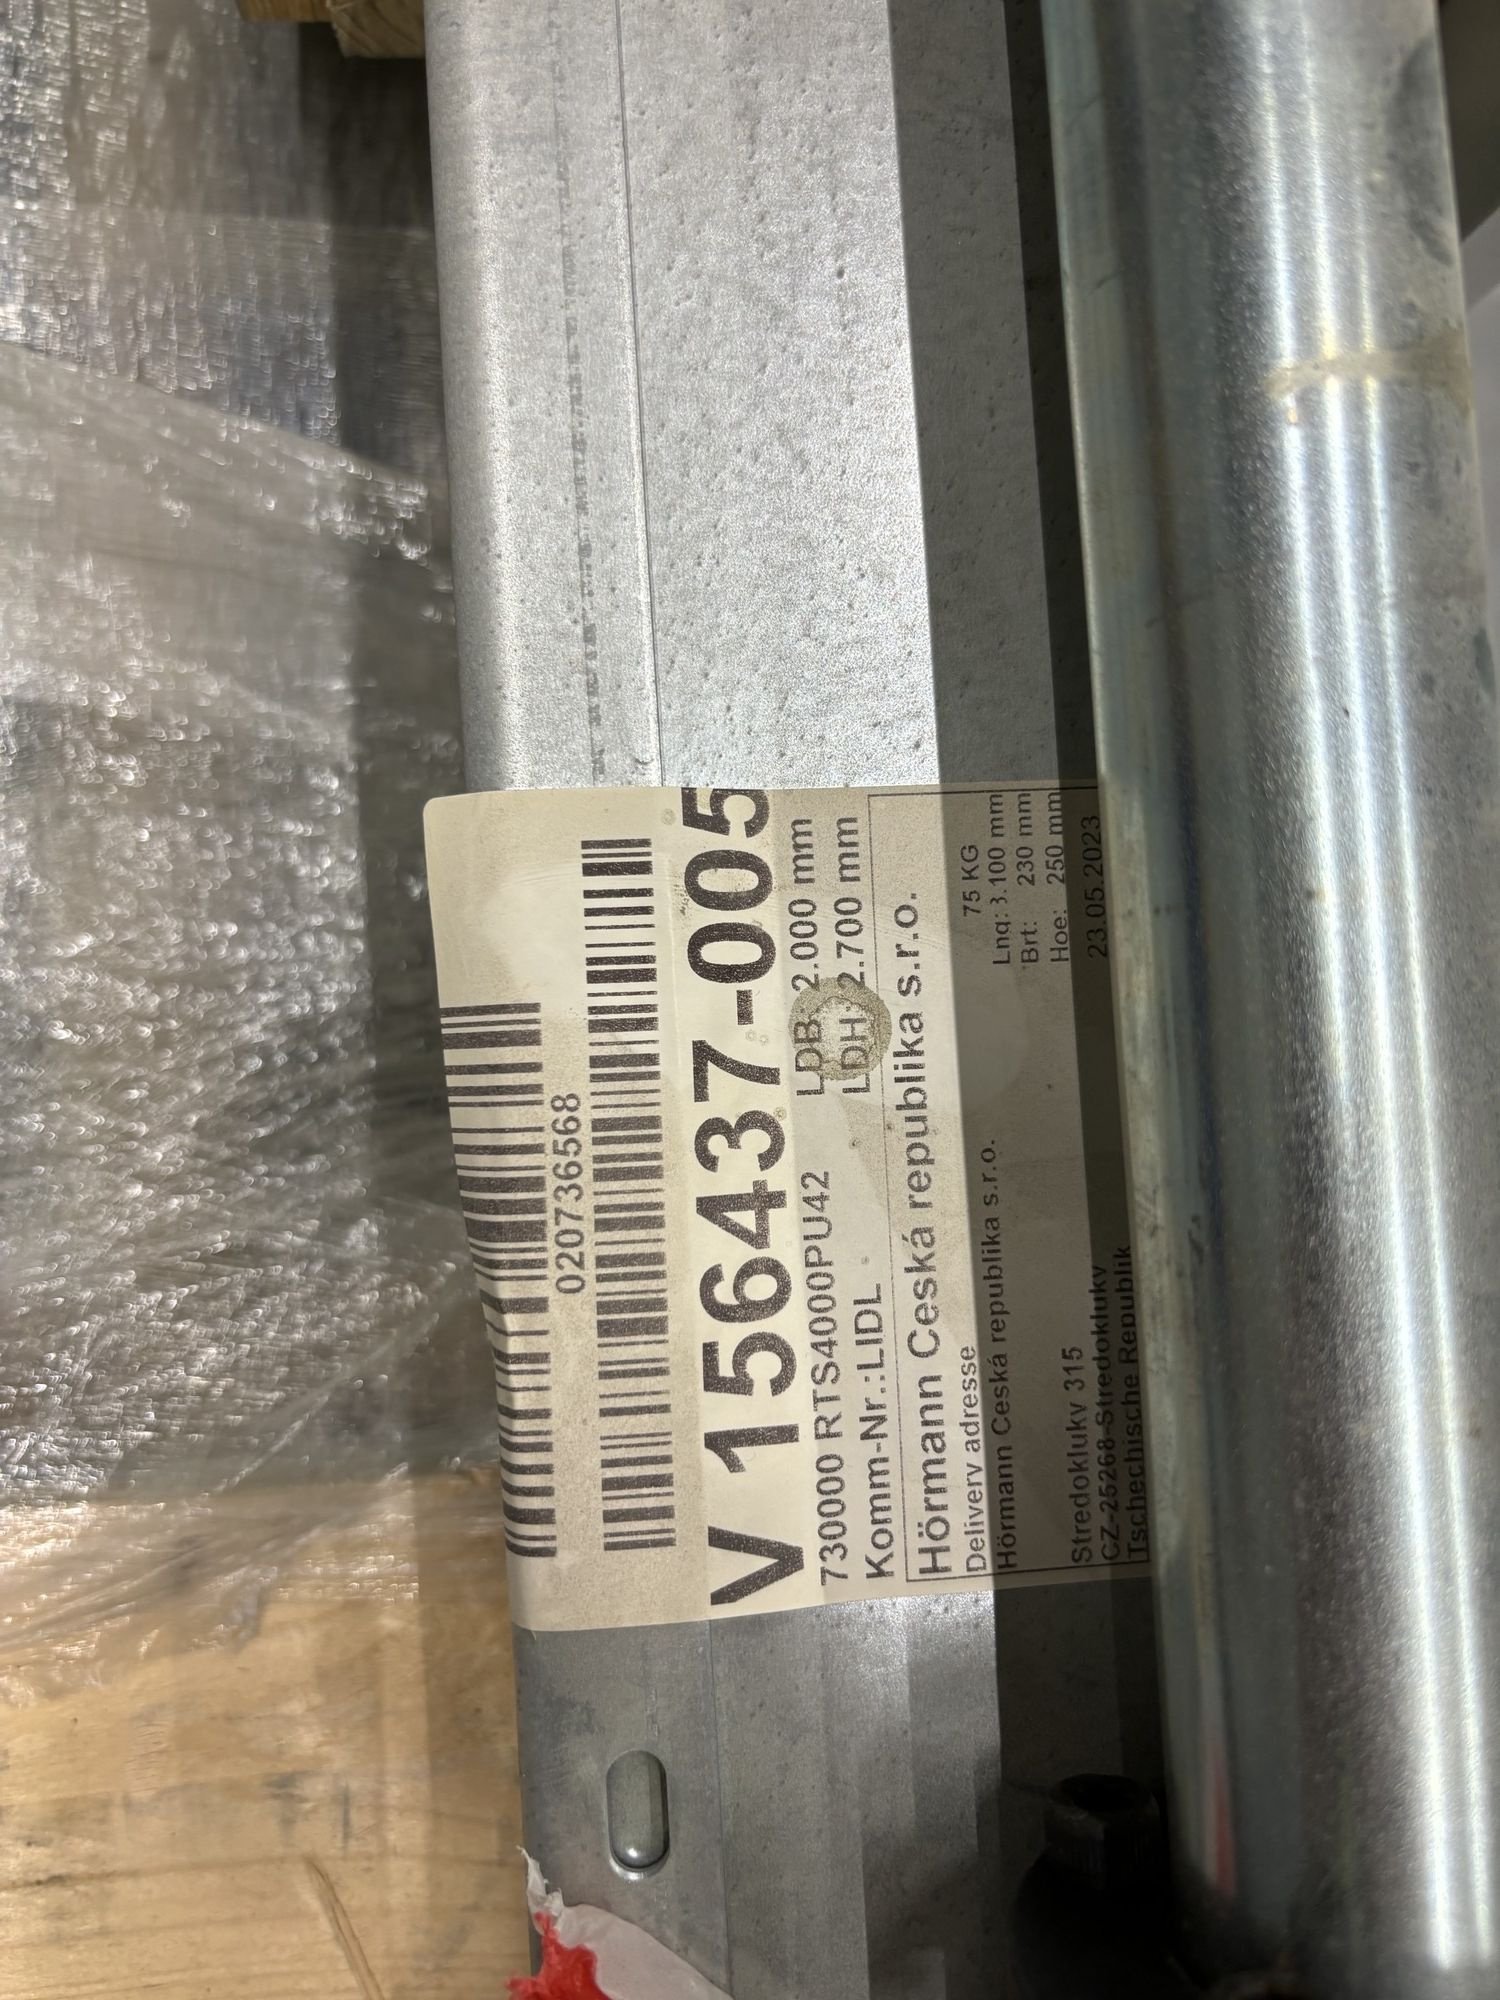 020736568
V 156437-005
730000 RTS4000PU42 LDB: 2.000 mm
Komm-Nr.:LIDL LDH: 2.700 mm
Hörmann Ceská republika s.r.o.
Delivery adresse 75 KG
Hörmann Ceská republika s.r.o. Lng: 3.100 mm
Brt: 230 mm
Hoe: 250 mm
Stredokluky 315 23.05.2023
CZ-25268-Stredokluky
Tschechische Republik